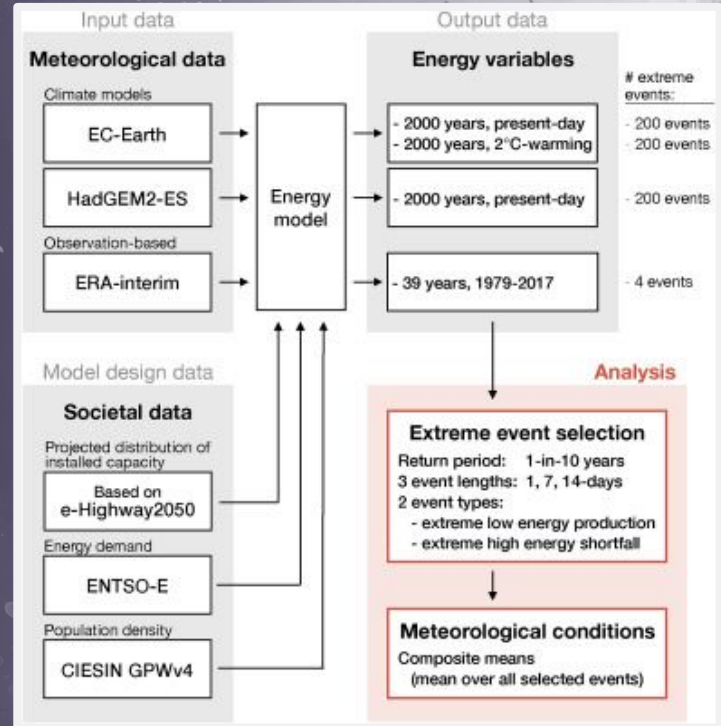 Input data
Meteorological data
Climate models
EC-Earth
HadGEM2-ES
Observation-based
ERA-interim
Energy
model
Output data
Energy variables
- 2000 years, present-day
- 2000 years, 2°C-warming
- 2000 years, present-day
- 39 years, 1979-2017
# extreme
events:
- 200 events
- 200 events
- 200 events
- 4 events
Model design data
Societal data
Projected distribution of
installed capacity
Based on
e-Highway2050
Energy demand
ENTSO-E
Population density
CIESIN GPWv4
Analysis
Extreme event selection
Return period: 1-in-10 years
3 event lengths: 1, 7, 14-days
2 event types:
- extreme low energy production
- extreme high energy shortfall
Meteorological conditions
Composite means
(mean over all selected events)